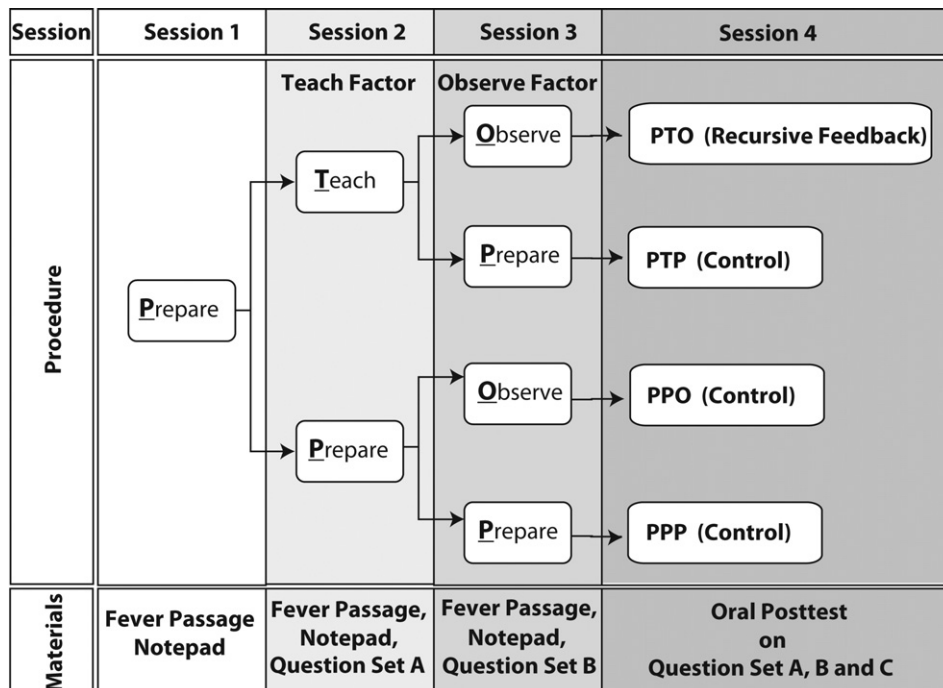 Session
Session 1
Session 2
Session 3
Session 4
Procedure
Teach Factor
Observe Factor
Prepare
Teach
Prepare
Observe
Prepare
Observe
Prepare
PTO (Recursive Feedback)
PTP (Control)
PPO (Control)
PPP (Control)
Materials
Fever Passage
Notepad
Fever Passage,
Notepad,
Question Set A
Fever Passage,
Notepad,
Question Set B
Oral Posttest
on
Question Set A, B and C